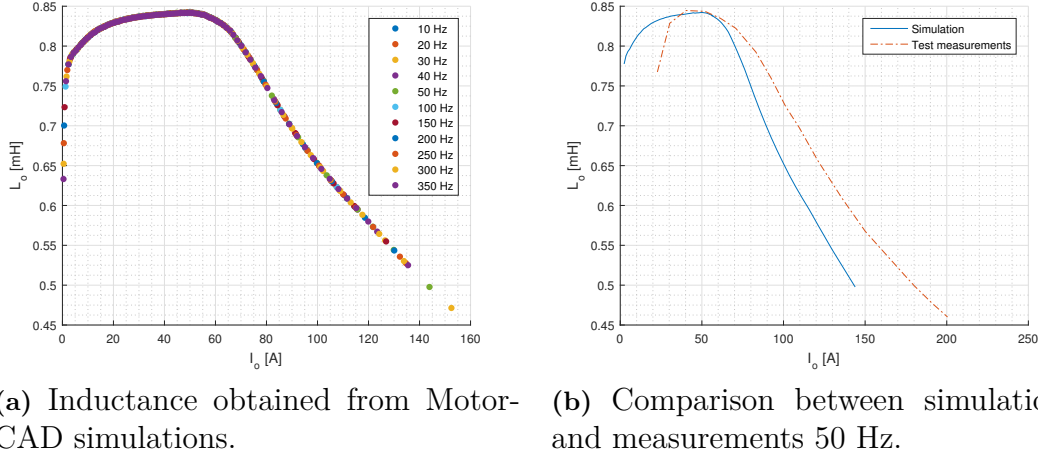 0.85
0.8
0.75
0.7
0.65
0.6
0.55
0.5
0.45
L_o [mH]
0 20 40 60 80 100 120 140 160
I_o [A]
10 Hz
20 Hz
30 Hz
40 Hz
50 Hz
100 Hz
150 Hz
200 Hz
250 Hz
300 Hz
350 Hz
0.85
0.8
0.75
0.7
0.65
0.6
0.55
0.5
0.45
L_o [mH]
0 50 100 150 200 250
I_o [A]
Simulation
Test measurements
(a) Inductance obtained from Motor-
CAD simulations.
(b) Comparison between simulatio
and measurements 50 Hz.